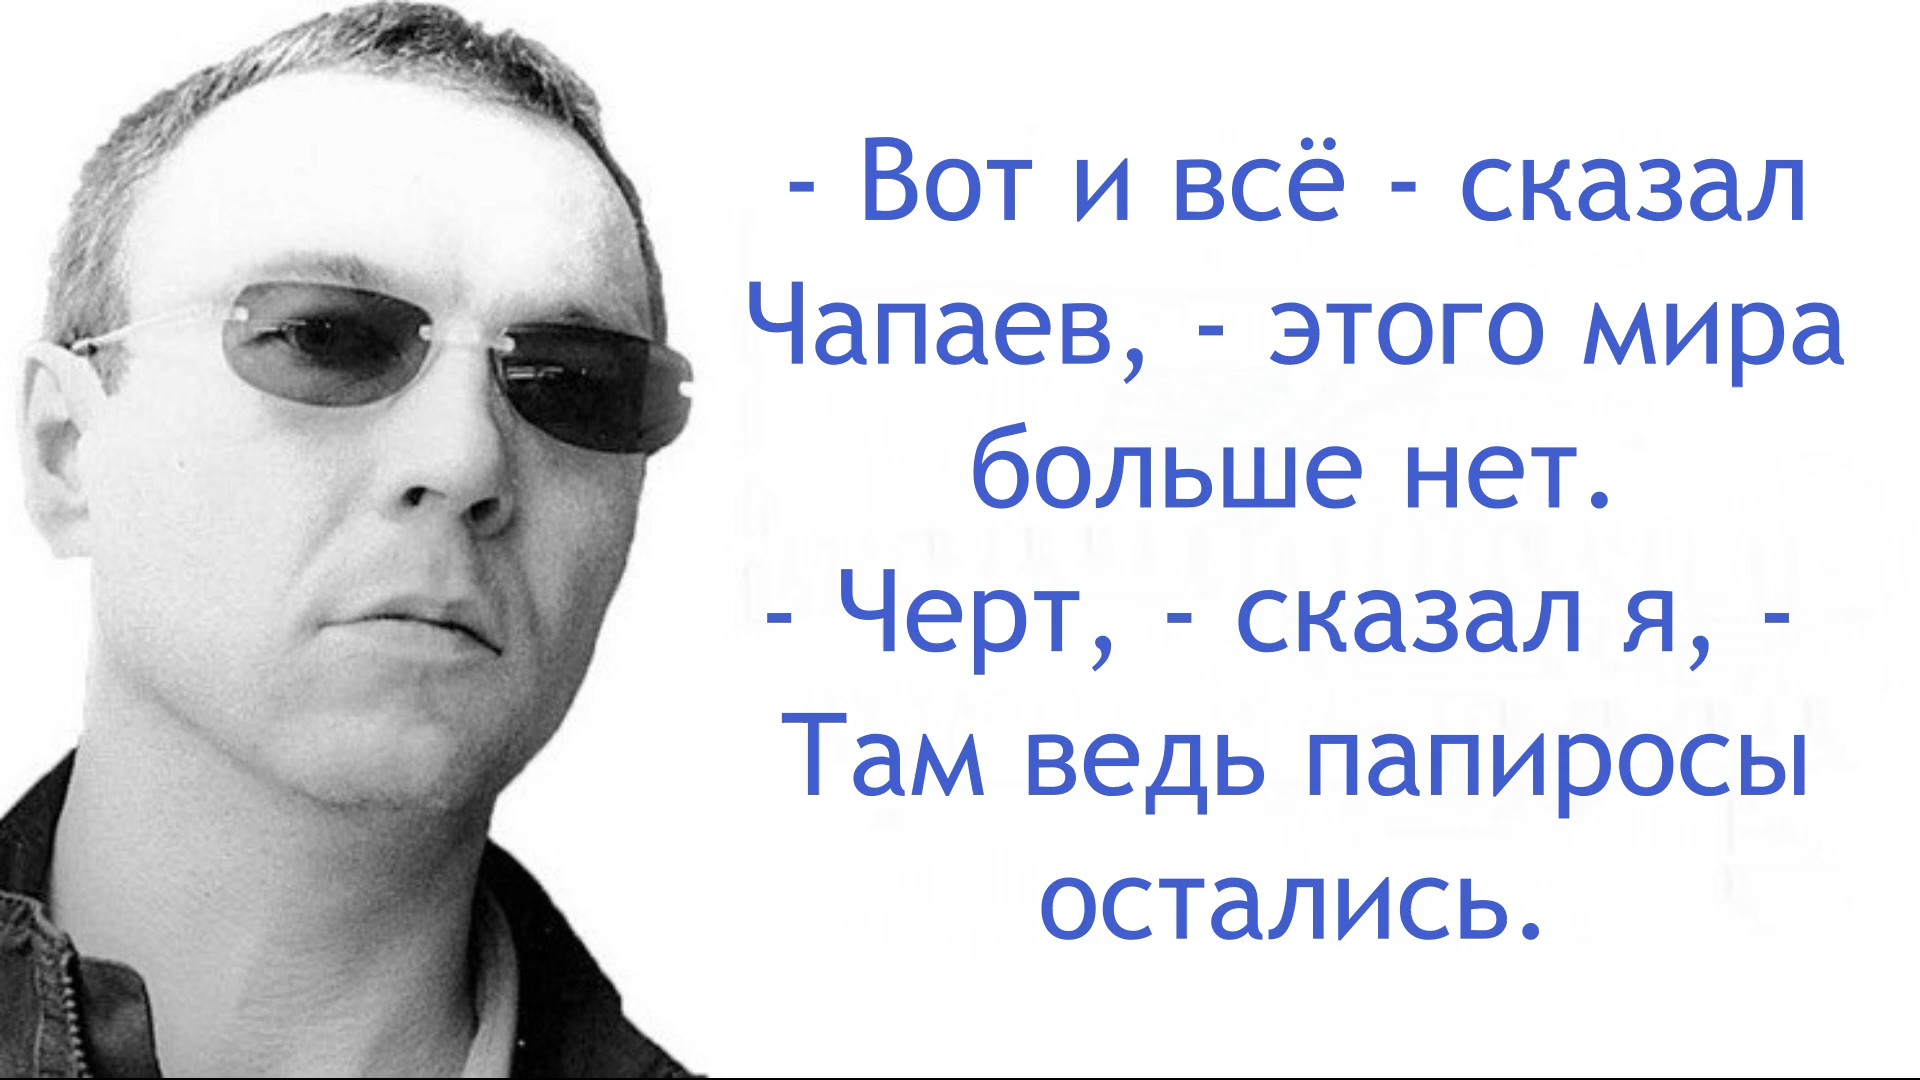 - Вот и всё - сказал
Чапаев, - этого мира
больше нет.
- Черт, - сказал я, -
Там ведь папиросы
остались.